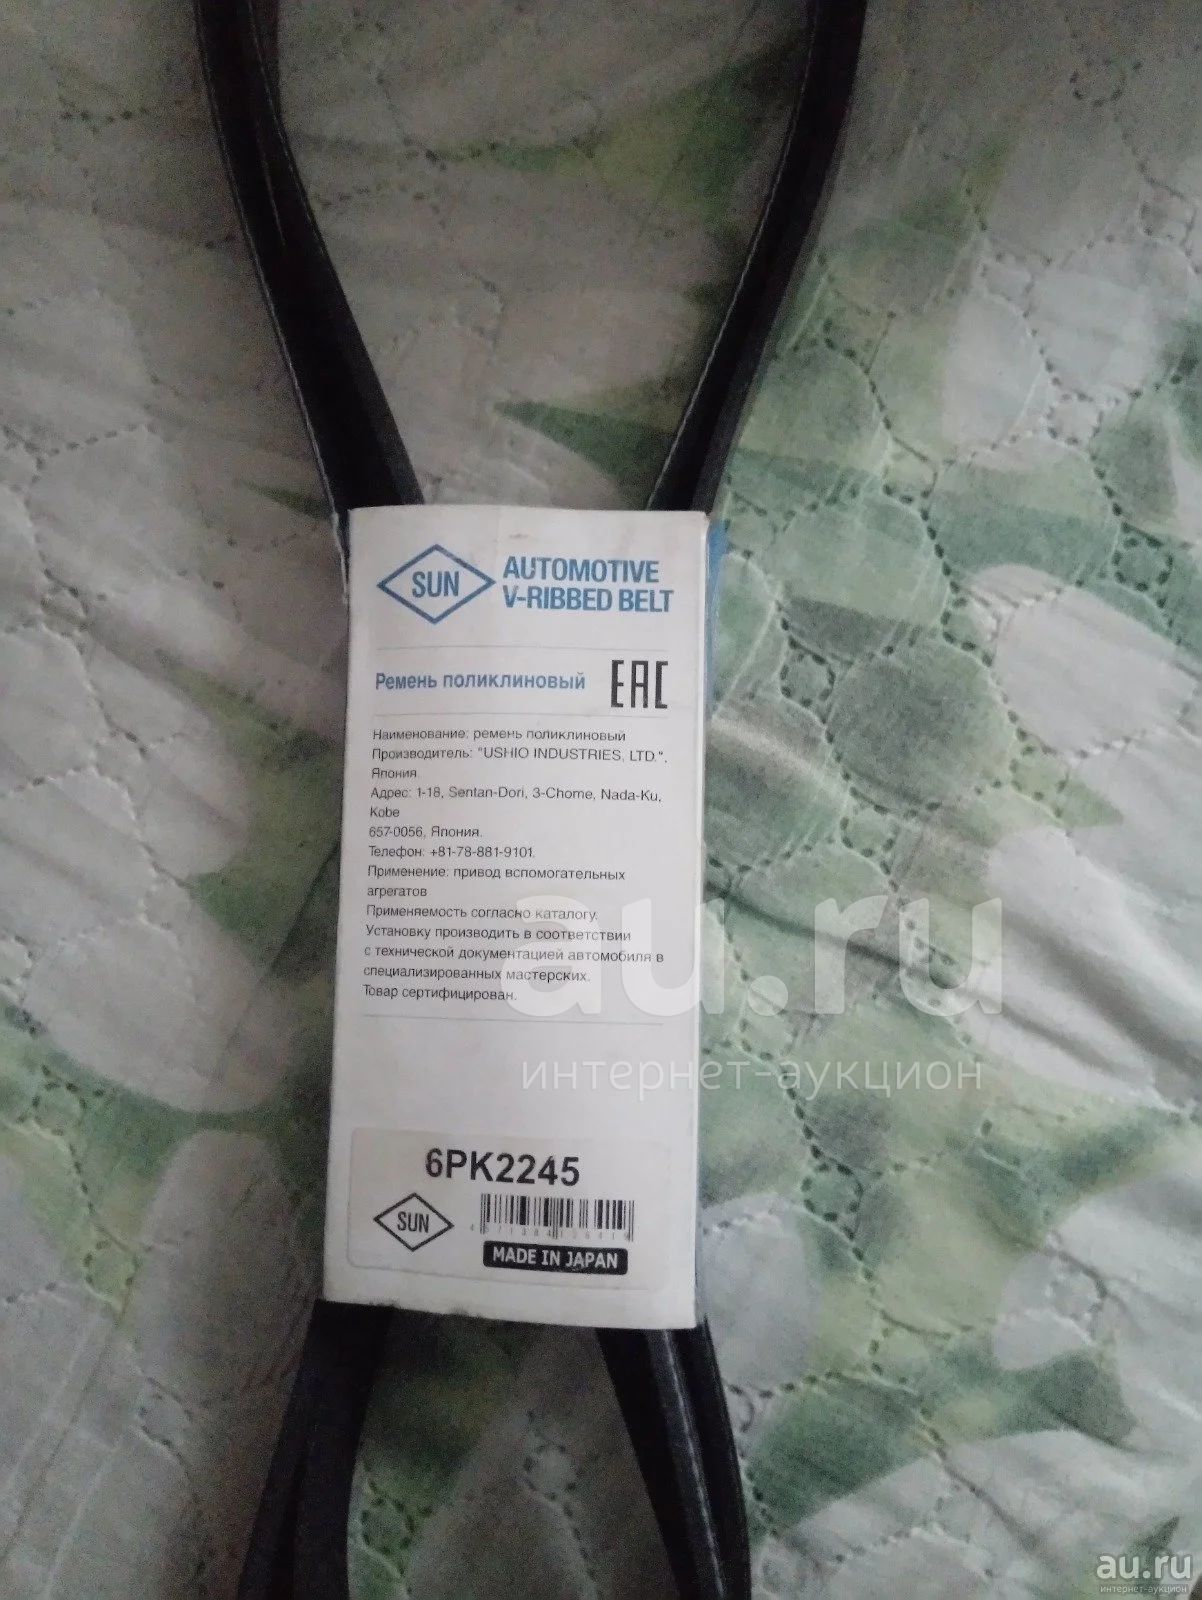 SUN
AUTOMOTIVE
V-RIBBED BELT
Ремень поликлиновый
EAC
Наименование: ремень поликлиновый
Производитель: "USHIO INDUSTRIES, LTD.",
Япония.
Адрес: 1-18, Sentan-Dori, 3-Chome, Nada-Ku,
Kobe
657-0056, Япония.
Телефон: +81-78-881-9101.
Применение: привод вспомогательных
агрегатов
Применяемость согласно каталогу.
Установку производить в соответствии
с технической документацией автомобиля в
специализированных мастерских.
Товар сертифицирован.
au.ru
интернет-аукцион
6PK2245
SUN
MADE IN JAPAN
au.ru
интернет-аукцион